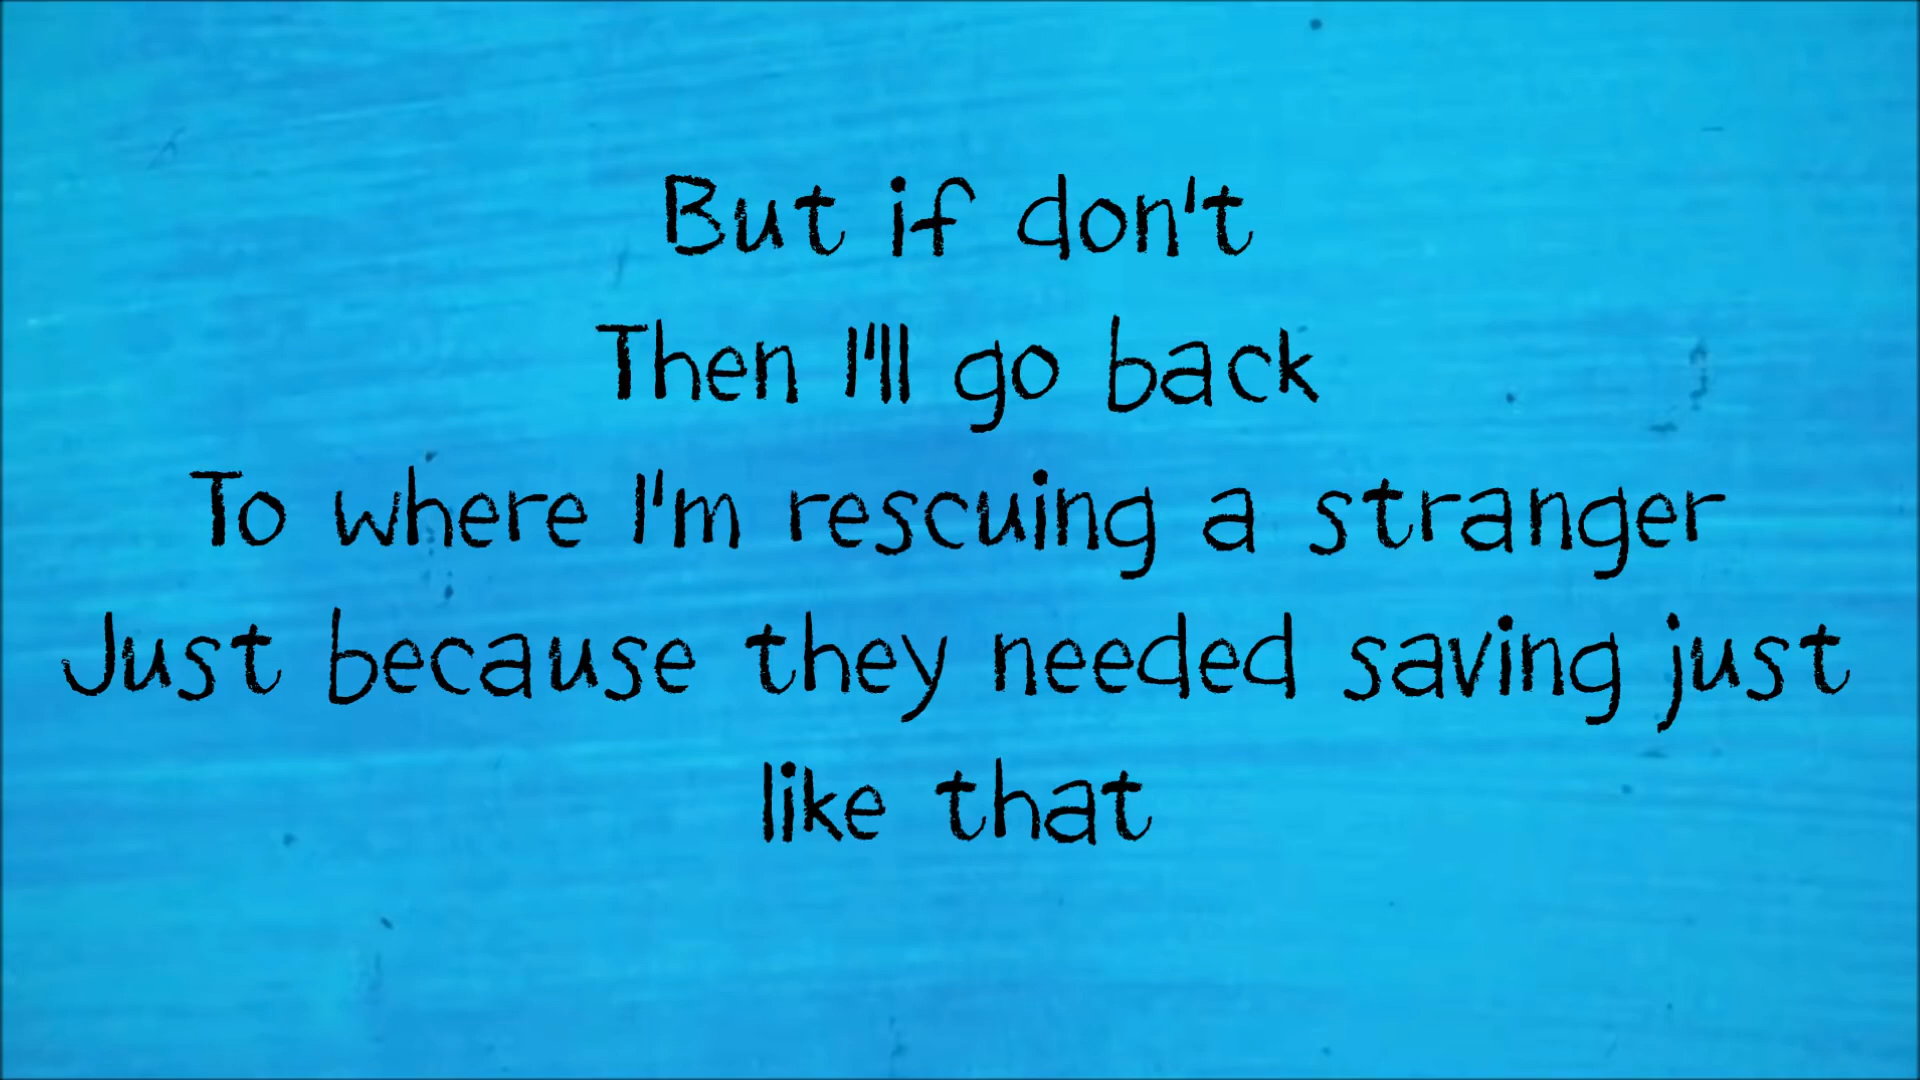 But if don't
Then I'll go back
To where I'm rescuing a stranger
Just because they needed saving just
like that